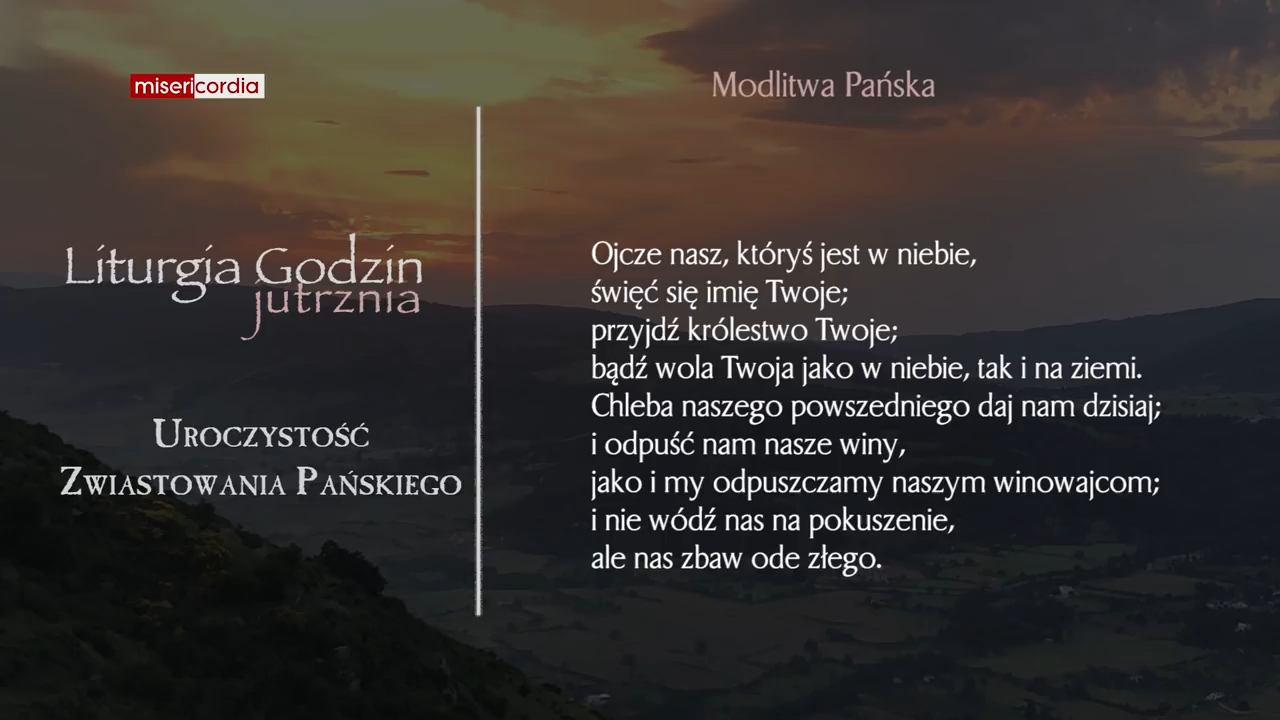 misericordia
Liturgia Godzin
jutrznia
Uroczystość
Zwiastowania Pańskiego
Modlitwa Pańska
Ojcze nasz, któryś jest w niebie,
święć się imię Twoje;
przyjdź królestwo Twoje;
bądź wola Twoja jako w niebie, tak i na ziemi.
Chleba naszego powszedniego daj nam dzisiaj;
i odpuść nam nasze winy,
jako i my odpuszczamy naszym winowajcom;
i nie wódź nas na pokuszenie,
ale nas zbaw ode złego.